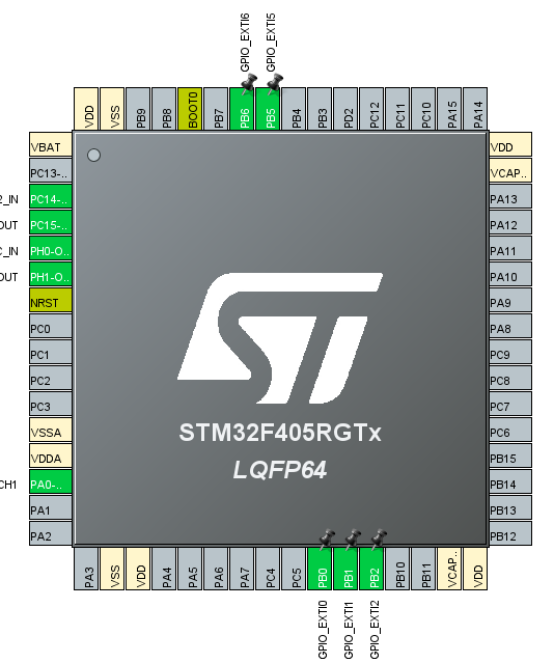 GPIO_EXTI6
GPIO_EXTI5
VDD
VSS
PB9
PB8
BOOT0
PB7
PB6
PB5
PB4
PB3
PD2
PC12
PC11
PC10
PA15
PA14
VBAT
PC13-..
2_IN
PC14-..
OUT
PC15-..
C_IN
PH0-O..
OUT
PH1-O..
NRST
PC0
PC1
PC2
PC3
VSSA
VDDA
CH1
PA0-..
PA1
PA2
VDD
VCAP..
PA13
PA12
PA11
PA10
PA9
PA8
PC9
PC8
PC7
PC6
PB15
PB14
PB13
PB12
ST
STM32F405RGTx
LQFP64
PA3
VSS
VDD
PA4
PA5
PA6
PA7
PC4
PC5
PB0
PB1
PB2
PB10
PB11
VCAP..
VDD
GPIO_EXTI0
GPIO_EXTI1
GPIO_EXTI2